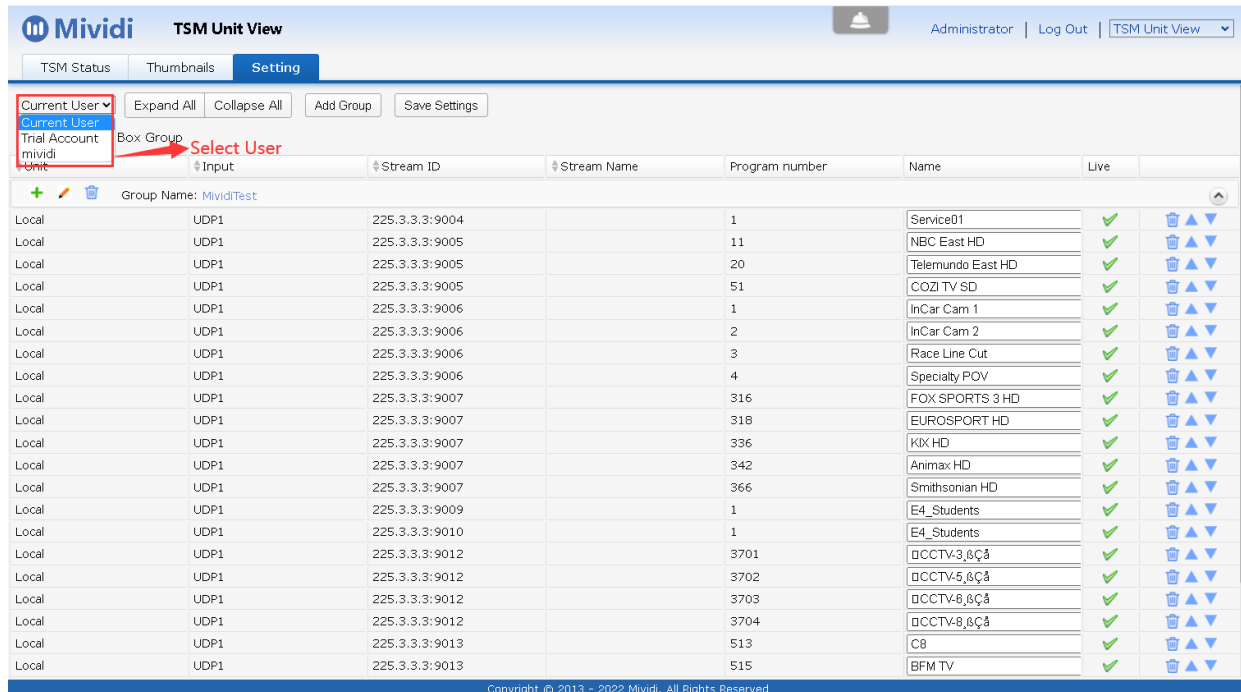 Mividi TSM Unit View Administrator | Log Out | TSM Unit View
TSM Status Thumbnails Setting
Current User Expand All Collapse All Add Group Save Settings
Current User
Trial Account Box Group
mividi Select User
Unit Input Stream ID Stream Name Program number Name Live
Group Name: MividiTest
Local UDP1 225.3.3.3:9004 1 Service01
Local UDP1 225.3.3.3:9005 11 NBC East HD
Local UDP1 225.3.3.3:9005 20 Telemundo East HD
Local UDP1 225.3.3.3:9005 51 COZI TV SD
Local UDP1 225.3.3.3:9006 1 InCar Cam 1
Local UDP1 225.3.3.3:9006 2 InCar Cam 2
Local UDP1 225.3.3.3:9006 3 Race Line Cut
Local UDP1 225.3.3.3:9006 4 Specialty POV
Local UDP1 225.3.3.3:9007 316 FOX SPORTS 3 HD
Local UDP1 225.3.3.3:9007 318 EUROSPORT HD
Local UDP1 225.3.3.3:9007 336 KIX HD
Local UDP1 225.3.3.3:9007 342 Animax HD
Local UDP1 225.3.3.3:9007 366 Smithsonian HD
Local UDP1 225.3.3.3:9009 1 E4_Students
Local UDP1 225.3.3.3:9010 1 E4_Students
Local UDP1 225.3.3.3:9012 3701 □CCTV-3¸ßÇå
Local UDP1 225.3.3.3:9012 3702 □CCTV-5¸ßÇå
Local UDP1 225.3.3.3:9012 3703 □CCTV-6¸ßÇå
Local UDP1 225.3.3.3:9012 3704 □CCTV-8¸ßÇå
Local UDP1 225.3.3.3:9013 513 C8
Local UDP1 225.3.3.3:9013 515 BFM TV
Copyright © 2013 - 2022 Mividi. All Rights Reserved